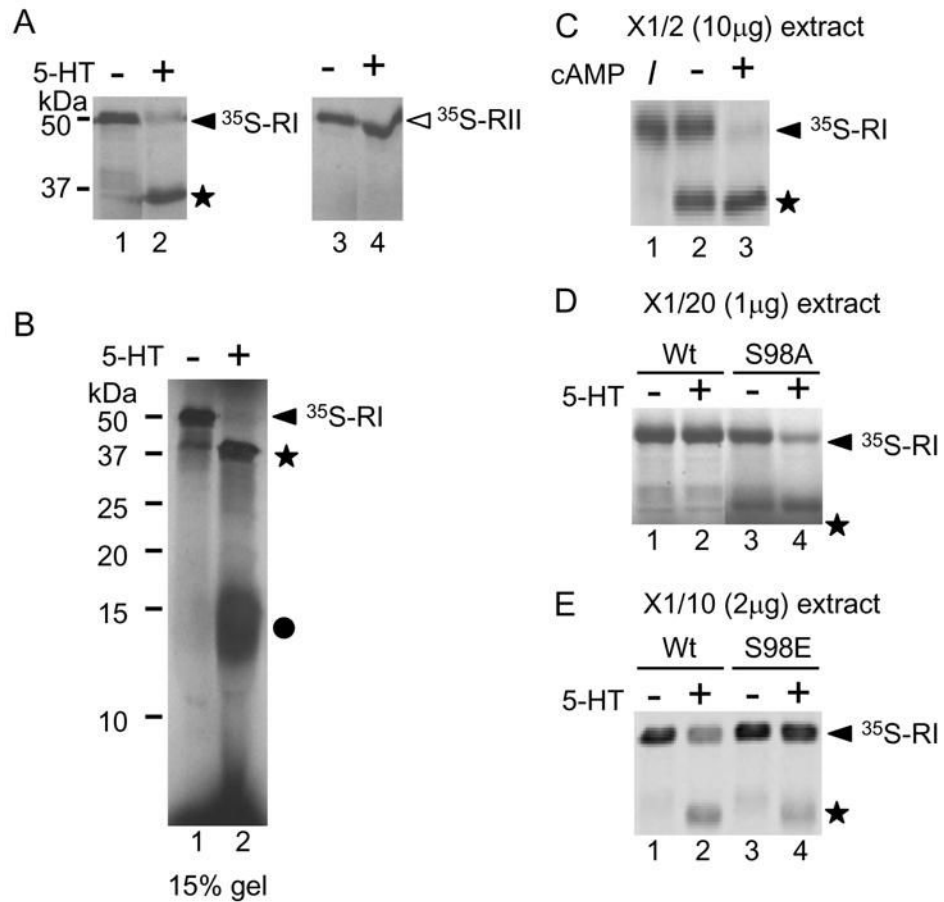 A
5-HT - +
kDa
50
37
³⁵S-RI
1 2
- +
³⁵S-RII
3 4
B
5-HT - +
kDa
50
37
25
20
15
10
³⁵S-RI
1 2
15% gel
C X1/2 (10μg) extract
cAMP / - +
³⁵S-RI
1 2 3
D X1/20 (1μg) extract
Wt S98A
5-HT - + - +
³⁵S-RI
1 2 3 4
E X1/10 (2μg) extract
Wt S98E
5-HT - + - +
³⁵S-RI
1 2 3 4